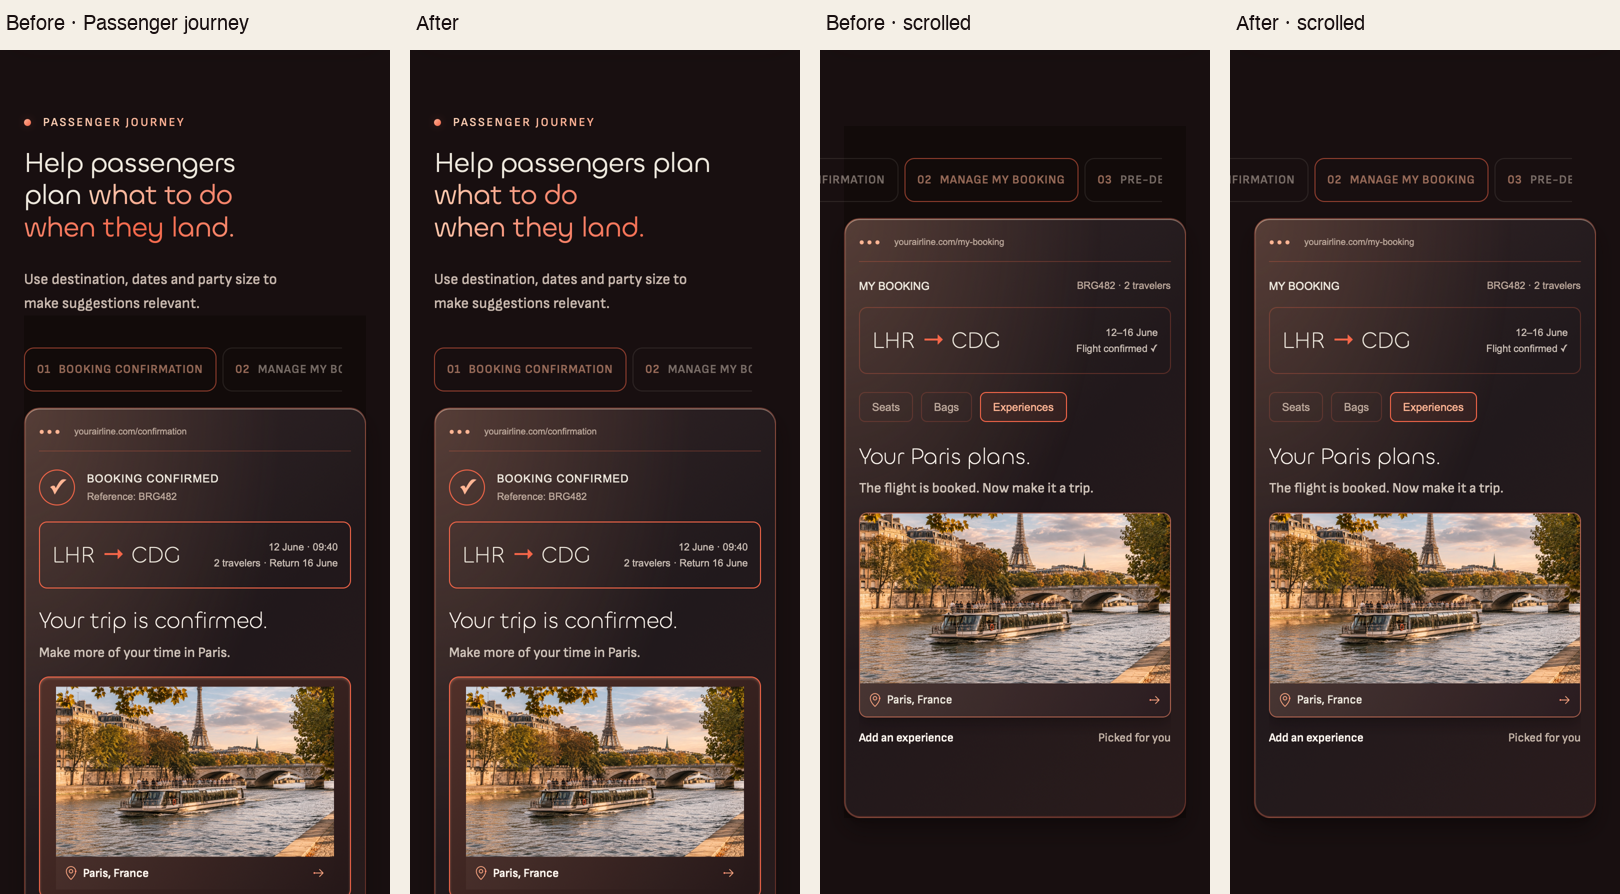 Before · Passenger journey
PASSENGER JOURNEY
Help passengers
plan what to do
when they land.
Use destination, dates and party size to
make suggestions relevant.
01 BOOKING CONFIRMATION
02 MANAGE MY BO
yourairline.com/confirmation
BOOKING CONFIRMED
Reference: BRG482
LHR → CDG
12 June · 09:40
2 travelers · Return 16 June
Your trip is confirmed.
Make more of your time in Paris.
Paris, France →
After
PASSENGER JOURNEY
Help passengers plan
what to do
when they land.
Use destination, dates and party size to
make suggestions relevant.
01 BOOKING CONFIRMATION
02 MANAGE MY BO
yourairline.com/confirmation
BOOKING CONFIRMED
Reference: BRG482
LHR → CDG
12 June · 09:40
2 travelers · Return 16 June
Your trip is confirmed.
Make more of your time in Paris.
Paris, France →
Before · scrolled
FIRMATION
02 MANAGE MY BOOKING
03 PRE-DE
yourairline.com/my-booking
MY BOOKING
BRG482 · 2 travelers
LHR → CDG
12–16 June
Flight confirmed ✓
Seats
Bags
Experiences
Your Paris plans.
The flight is booked. Now make it a trip.
Paris, France →
Add an experience
Picked for you
After · scrolled
FIRMATION
02 MANAGE MY BOOKING
03 PRE-DE
yourairline.com/my-booking
MY BOOKING
BRG482 · 2 travelers
LHR → CDG
12–16 June
Flight confirmed ✓
Seats
Bags
Experiences
Your Paris plans.
The flight is booked. Now make it a trip.
Paris, France →
Add an experience
Picked for you